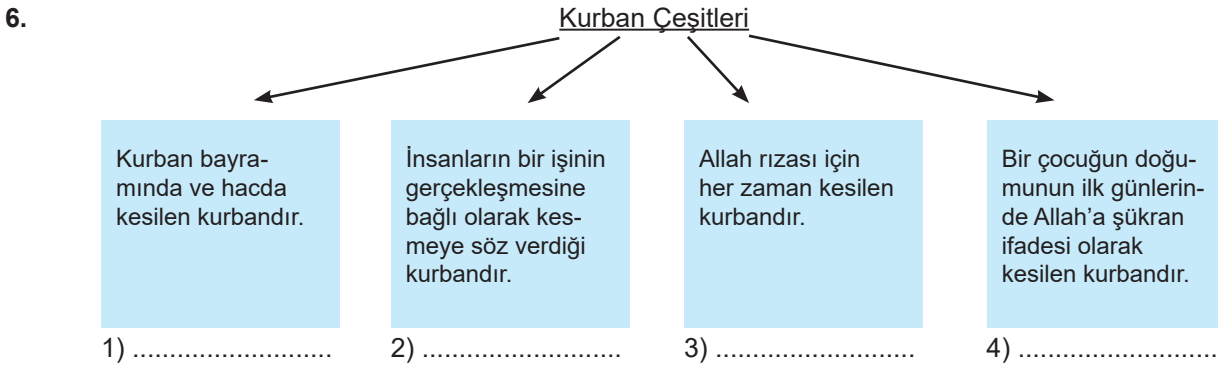 6.
Kurban Çeşitleri
Kurban bayra-
mında ve hacda
kesilen kurbandır.
İnsanların bir işinin
gerçekleşmesine
bağlı olarak kes-
meye söz verdiği
kurbandır.
Allah rızası için
her zaman kesilen
kurbandır.
Bir çocuğun doğu-
munun ilk günlerin-
de Allah’a şükran
ifadesi olarak
kesilen kurbandır.
1) ...........................
2) ...........................
3) ...........................
4) ...........................